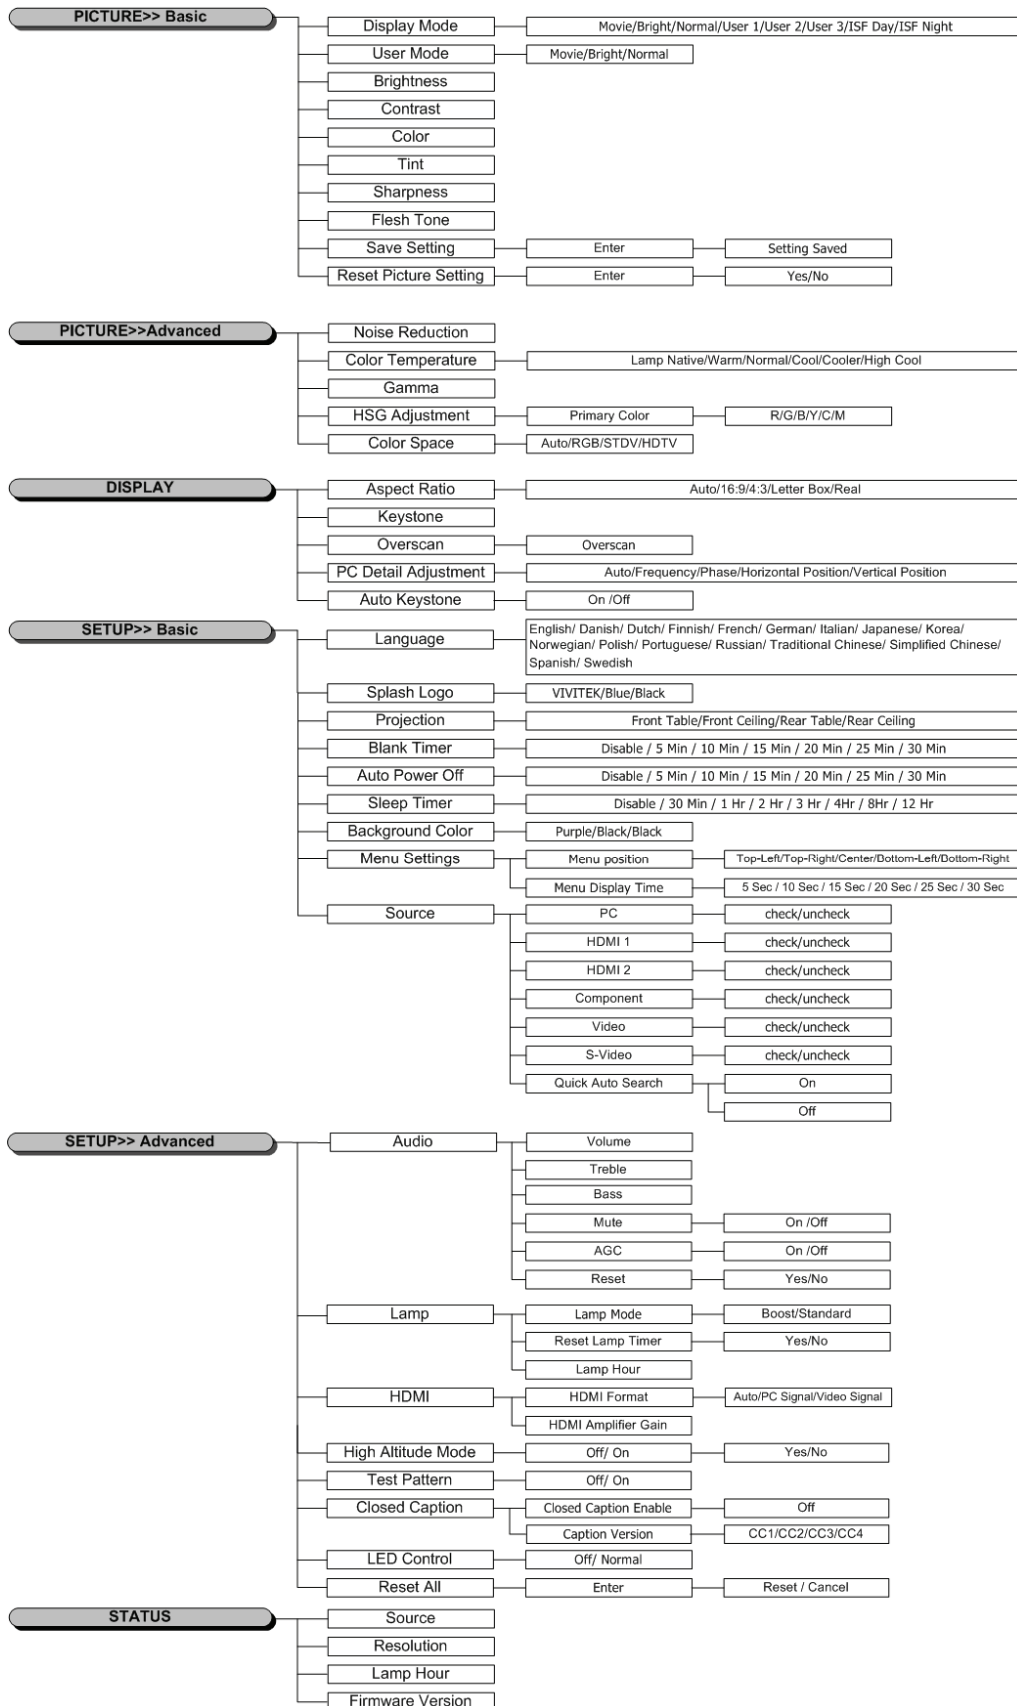 PICTURE>> Basic
Display Mode
Movie/Bright/Normal/User 1/User 2/User 3/ISF Day/ISF Night
User Mode
Movie/Bright/Normal
Brightness
Contrast
Color
Tint
Sharpness
Flesh Tone
Save Setting
Enter
Setting Saved
Reset Picture Setting
Enter
Yes/No
PICTURE>>Advanced
Noise Reduction
Color Temperature
Lamp Native/Warm/Normal/Cool/Cooler/High Cool
Gamma
HSG Adjustment
Primary Color
R/G/B/Y/C/M
Color Space
Auto/RGB/STDV/HDTV
DISPLAY
Aspect Ratio
Auto/16:9/4:3/Letter Box/Real
Keystone
Overscan
Overscan
PC Detail Adjustment
Auto/Frequency/Phase/Horizontal Position/Vertical Position
Auto Keystone
On /Off
SETUP>> Basic
Language
English/ Danish/ Dutch/ Finnish/ French/ German/ Italian/ Japanese/ Korea/
Norwegian/ Polish/ Portuguese/ Russian/ Traditional Chinese/ Simplified Chinese/
Spanish/ Swedish
Splash Logo
VIVITEK/Blue/Black
Projection
Front Table/Front Ceiling/Rear Table/Rear Ceiling
Blank Timer
Disable / 5 Min / 10 Min / 15 Min / 20 Min / 25 Min / 30 Min
Auto Power Off
Disable / 5 Min / 10 Min / 15 Min / 20 Min / 25 Min / 30 Min
Sleep Timer
Disable / 30 Min / 1 Hr / 2 Hr / 3 Hr / 4Hr / 8Hr / 12 Hr
Background Color
Purple/Black/Black
Menu Settings
Menu position
Top-Left/Top-Right/Center/Bottom-Left/Bottom-Right
Menu Display Time
5 Sec / 10 Sec / 15 Sec / 20 Sec / 25 Sec / 30 Sec
Source
PC
check/uncheck
HDMI 1
check/uncheck
HDMI 2
check/uncheck
Component
check/uncheck
Video
check/uncheck
S-Video
check/uncheck
Quick Auto Search
On
Off
SETUP>> Advanced
Audio
Volume
Treble
Bass
Mute
On /Off
AGC
On /Off
Reset
Yes/No
Lamp
Lamp Mode
Boost/Standard
Reset Lamp Timer
Yes/No
Lamp Hour
HDMI
HDMI Format
Auto/PC Signal/Video Signal
HDMI Amplifier Gain
High Altitude Mode
Off/ On
Yes/No
Test Pattern
Off/ On
Closed Caption
Closed Caption Enable
Off
Caption Version
CC1/CC2/CC3/CC4
LED Control
Off/ Normal
Reset All
Enter
Reset / Cancel
STATUS
Source
Resolution
Lamp Hour
Firmware Version